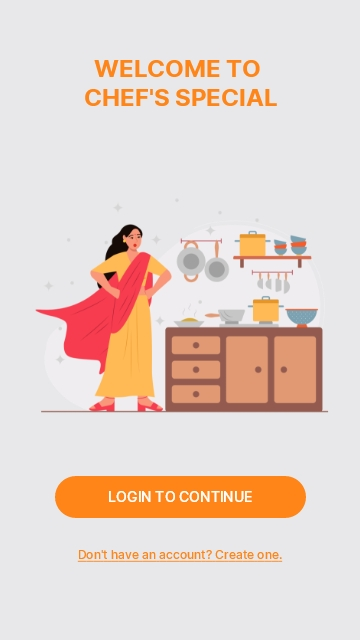 WELCOME TO
CHEF'S SPECIAL
LOGIN TO CONTINUE
Don't have an account? Create one.